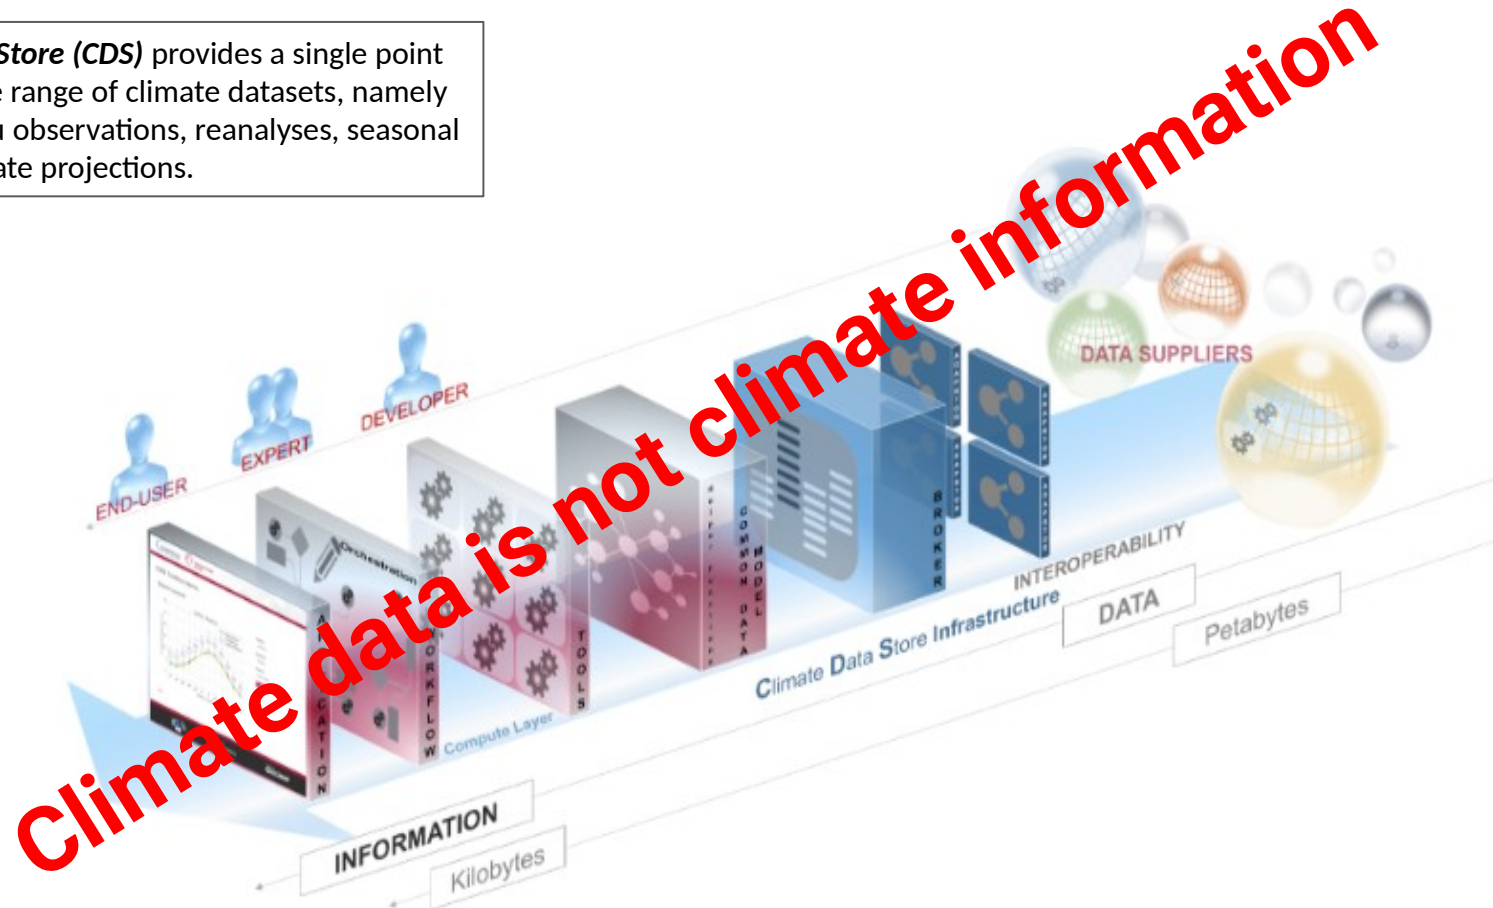 Store (CDS) provides a single point
range of climate datasets, namely
observations, reanalyses, seasonal
projections.
Climate data is not climate information
DATA SUPPLIERS
DEVELOPER
EXPERT
END-USER
Orchestration
BROKER
COMMON DATA
MODEL
TOOLS
WORKFLOW
APPLICATION
INTEROPERABILITY
Climate Data Store Infrastructure
Compute Layer
DATA
Petabytes
INFORMATION
Kilobytes